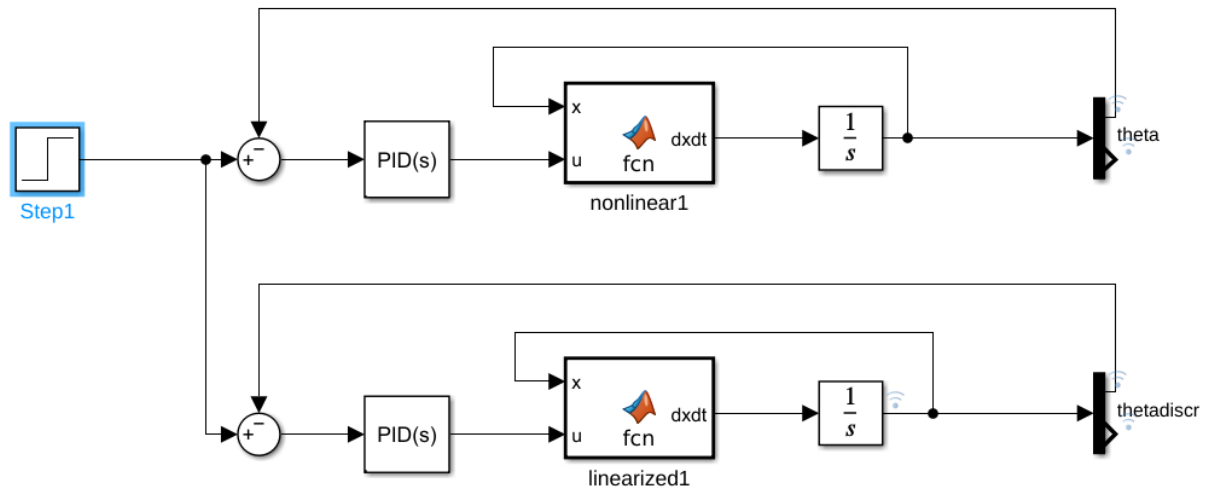 Step1
+
−
PID(s)
x
u
fcn
dxdt
nonlinear1
1
s
theta
+
−
PID(s)
x
u
fcn
dxdt
linearized1
1
s
thetadiscr